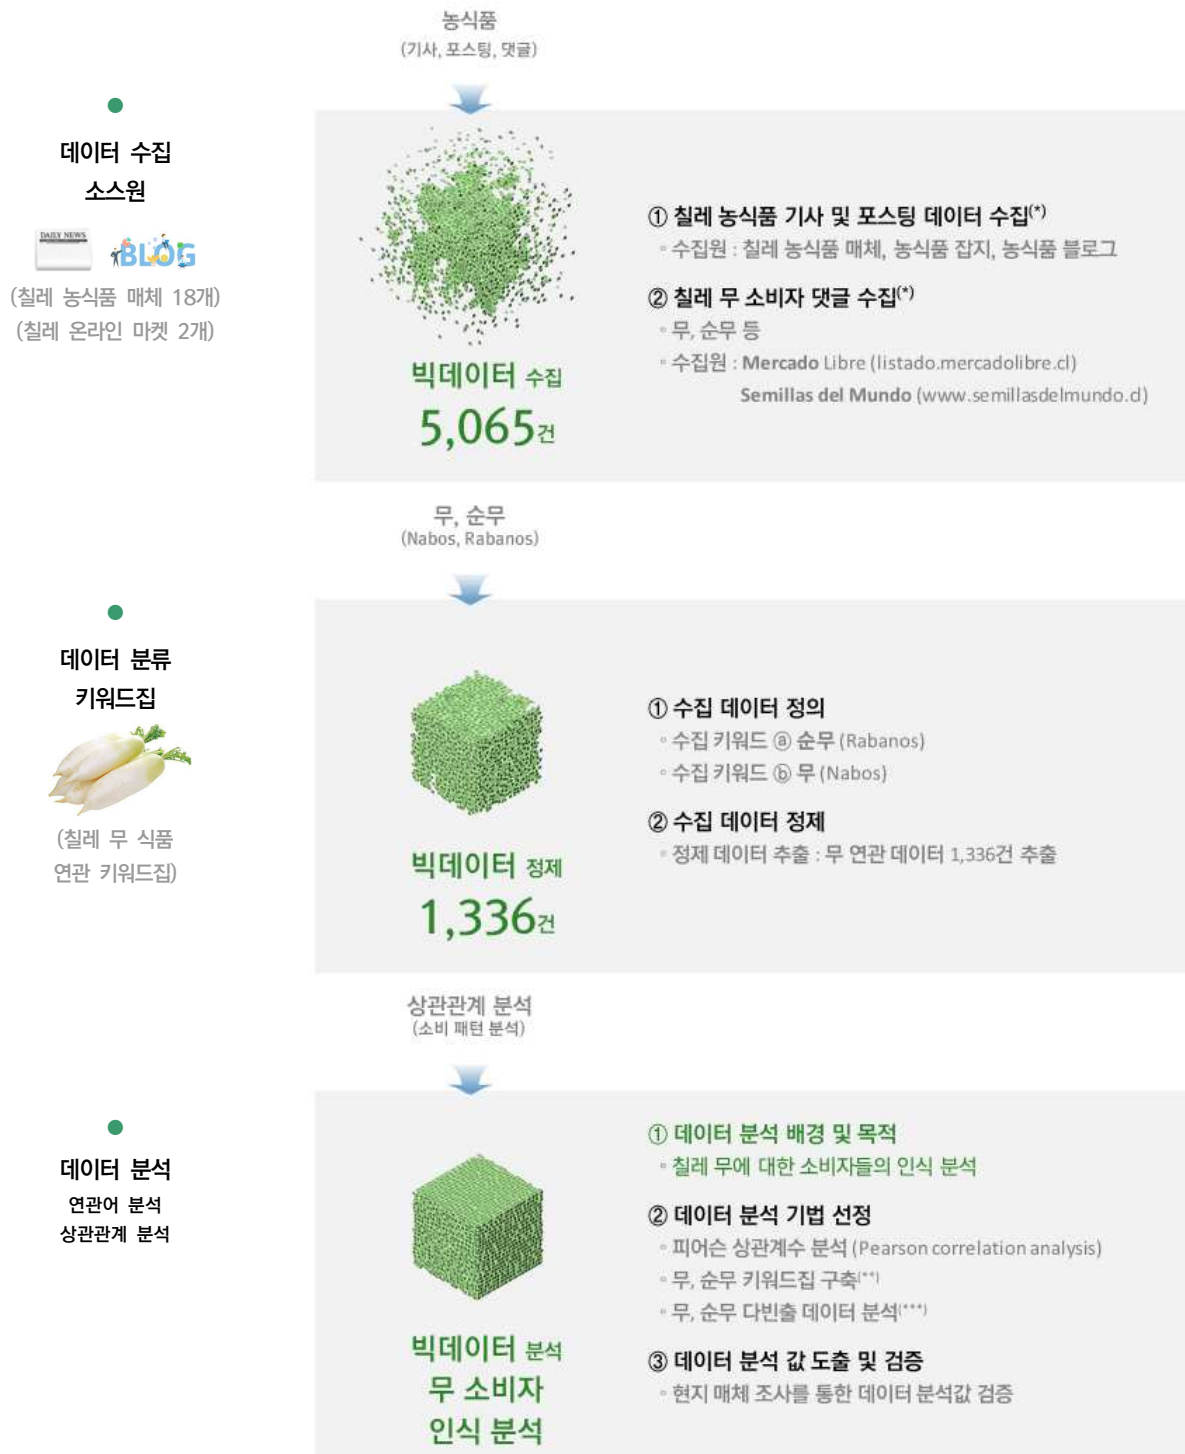 농식품
(기사, 포스팅, 댓글)
데이터 수집
소스원
DAILY NEWS
BLOG
(칠레 농식품 매체 18개)
(칠레 온라인 마켓 2개)
빅데이터 수집
5,065건
① 칠레 농식품 기사 및 포스팅 데이터 수집(*)
◦ 수집원 : 칠레 농식품 매체, 농식품 잡지, 농식품 블로그
② 칠레 무 소비자 댓글 수집(*)
◦ 무, 순무 등
◦ 수집원 : Mercado Libre (listado.mercadolibre.cl)
Semillas del Mundo (www.semillasdelmundo.cl)
무, 순무
(Nabos, Rabanos)
데이터 분류
키워드집
(칠레 무 식품
연관 키워드집)
빅데이터 정제
1,336건
① 수집 데이터 정의
◦ 수집 키워드 ⓐ 순무 (Rabanos)
◦ 수집 키워드 ⓑ 무 (Nabos)
② 수집 데이터 정제
◦ 정제 데이터 추출 : 무 연관 데이터 1,336건 추출
상관관계 분석
(소비 패턴 분석)
데이터 분석
연관어 분석
상관관계 분석
빅데이터 분석
무 소비자
인식 분석
① 데이터 분석 배경 및 목적
◦ 칠레 무에 대한 소비자들의 인식 분석
② 데이터 분석 기법 선정
◦ 피어슨 상관계수 분석 (Pearson correlation analysis)
◦ 무, 순무 키워드집 구축(**)
◦ 무, 순무 다빈출 데이터 분석(***)
③ 데이터 분석 값 도출 및 검증
◦ 현지 매체 조사를 통한 데이터 분석값 검증